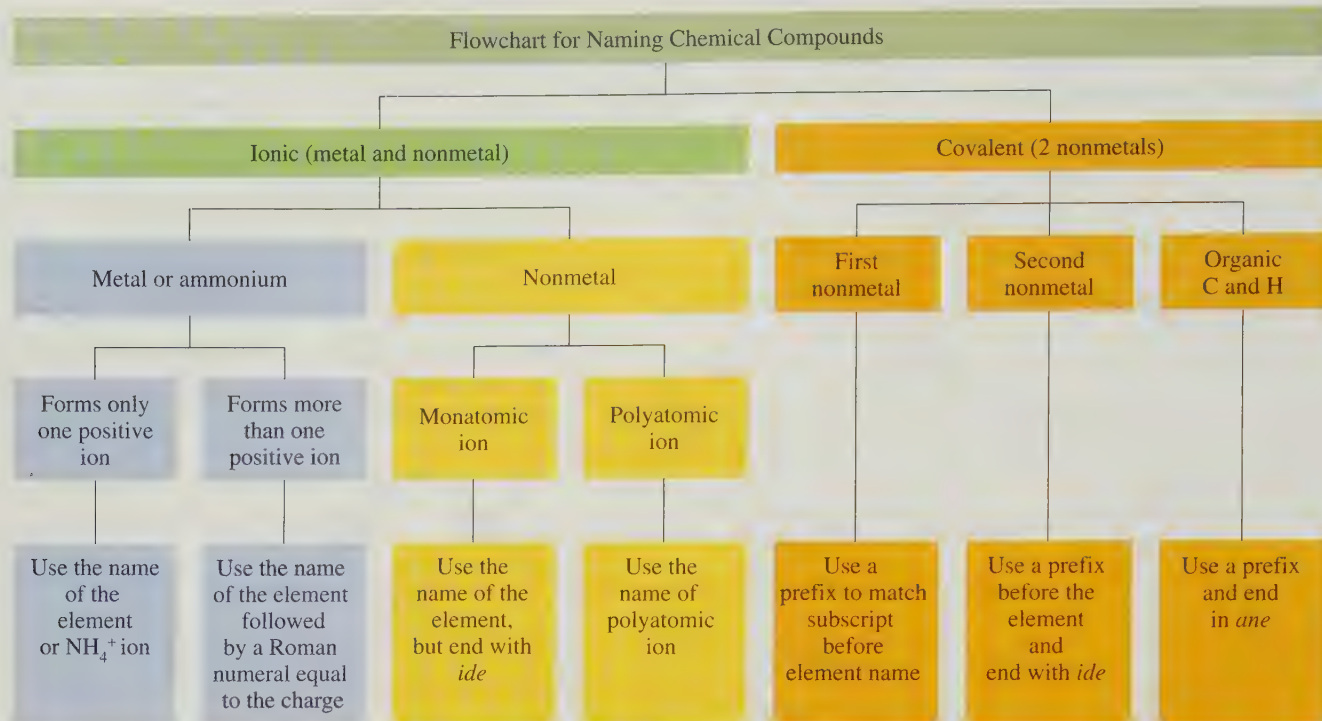 Flowchart for Naming Chemical Compounds
Ionic (metal and nonmetal)
Covalent (2 nonmetals)
Metal or ammonium
Nonmetal
First
nonmetal
Second
nonmetal
Organic
C and H
Forms only
one positive
ion
Forms more
than one
positive ion
Monatomic
ion
Polyatomic
ion
Use the name
of the
element
or NH₄⁺ ion
Use the name
of the element
followed
by a Roman
numeral equal
to the charge
Use the
name of the
element,
but end with
ide
Use the
name of
polyatomic
ion
Use a
prefix to match
subscript
before
element name
Use a prefix
before the
element
and
end with ide
Use a prefix
and end
in ane